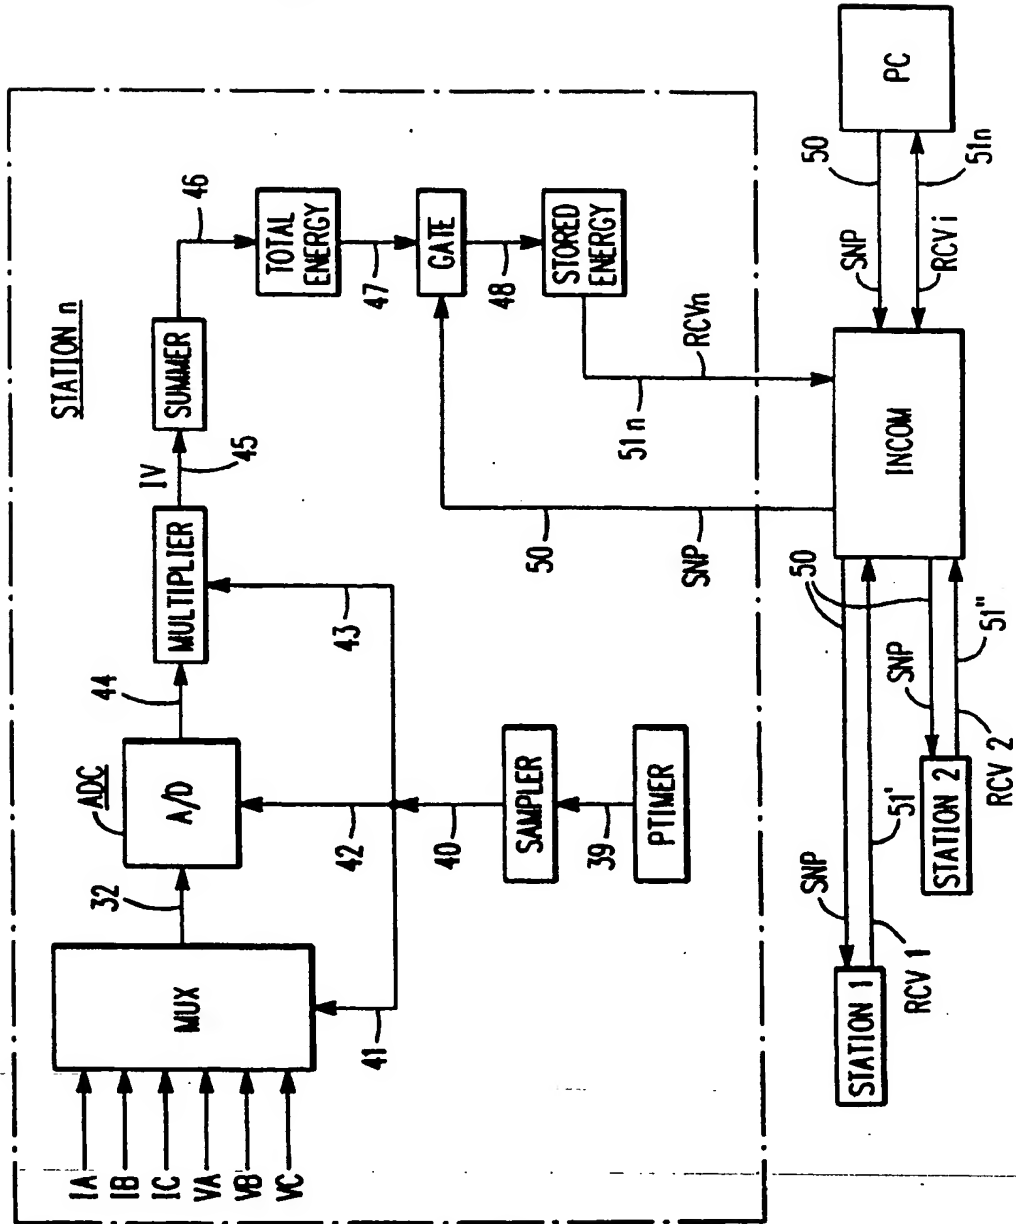 STATION n
IA
IB
IC
VA
VB
VC
MUX
32
ADC
A/D
44
MULTIPLIER
IV
45
SUMMER
46
TOTAL
ENERGY
47
GATE
48
STORED
ENERGY
41
42
43
40
SAMPLER
39
PTIMER
50
SNP
51n
RCVn
INCOM
SNP
50
RCV i
51n
PC
50
SNP
51'
STATION 1
RCV 1
SNP
51"
STATION 2
RCV 2